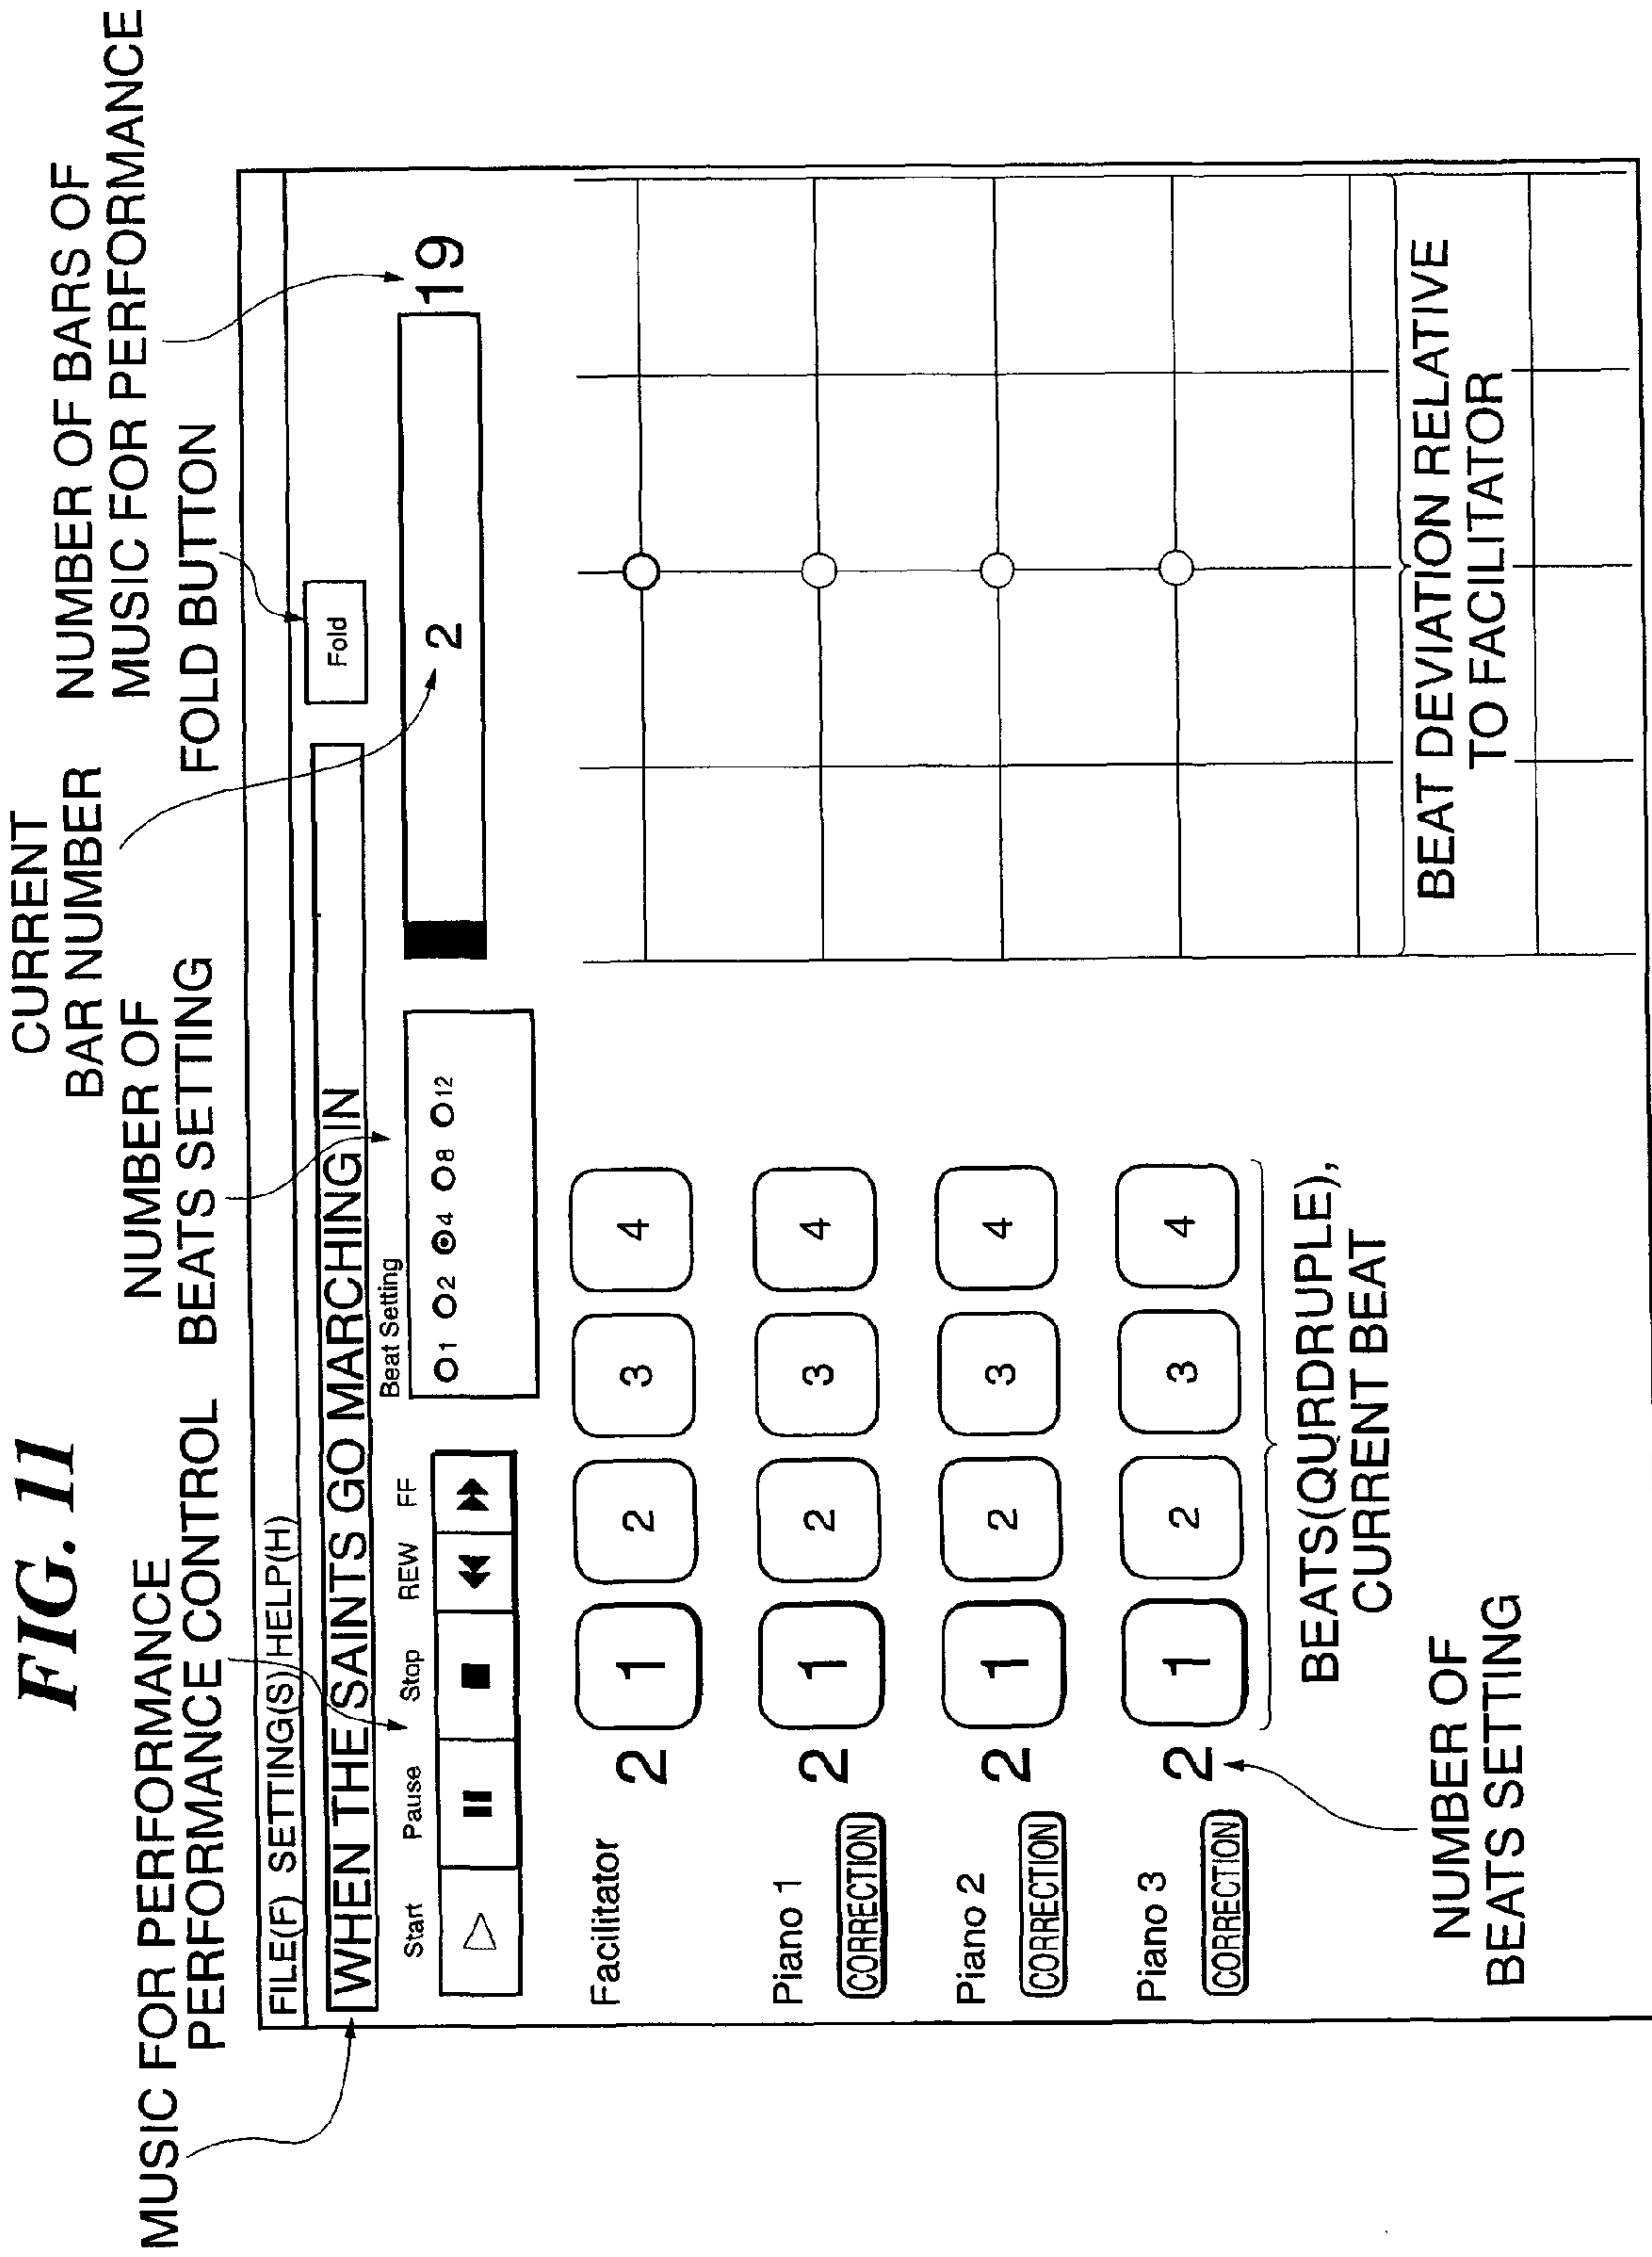 FIG. 11
CURRENT
BAR NUMBER
NUMBER OF BARS OF
MUSIC FOR PERFORMANCE
MUSIC FOR PERFORMANCE
PERFORMANCE CONTROL
NUMBER OF
BEATS SETTING
FOLD BUTTON
FILE(F) SETTING(S) HELP(H)
WHEN THE SAINTS GO MARCHING IN
Fold
Start Pause Stop REW FF
Beat Setting
1 2 4 8 12
2
19
Facilitator
2 1 2 3 4
Piano 1
CORRECTION
2 1 2 3 4
Piano 2
CORRECTION
2 1 2 3 4
Piano 3
CORRECTION
2 1 2 3 4
BEATS(QURDRUPLE),
CURRENT BEAT
BEAT DEVIATION RELATIVE
TO FACILITATOR
NUMBER OF
BEATS SETTING